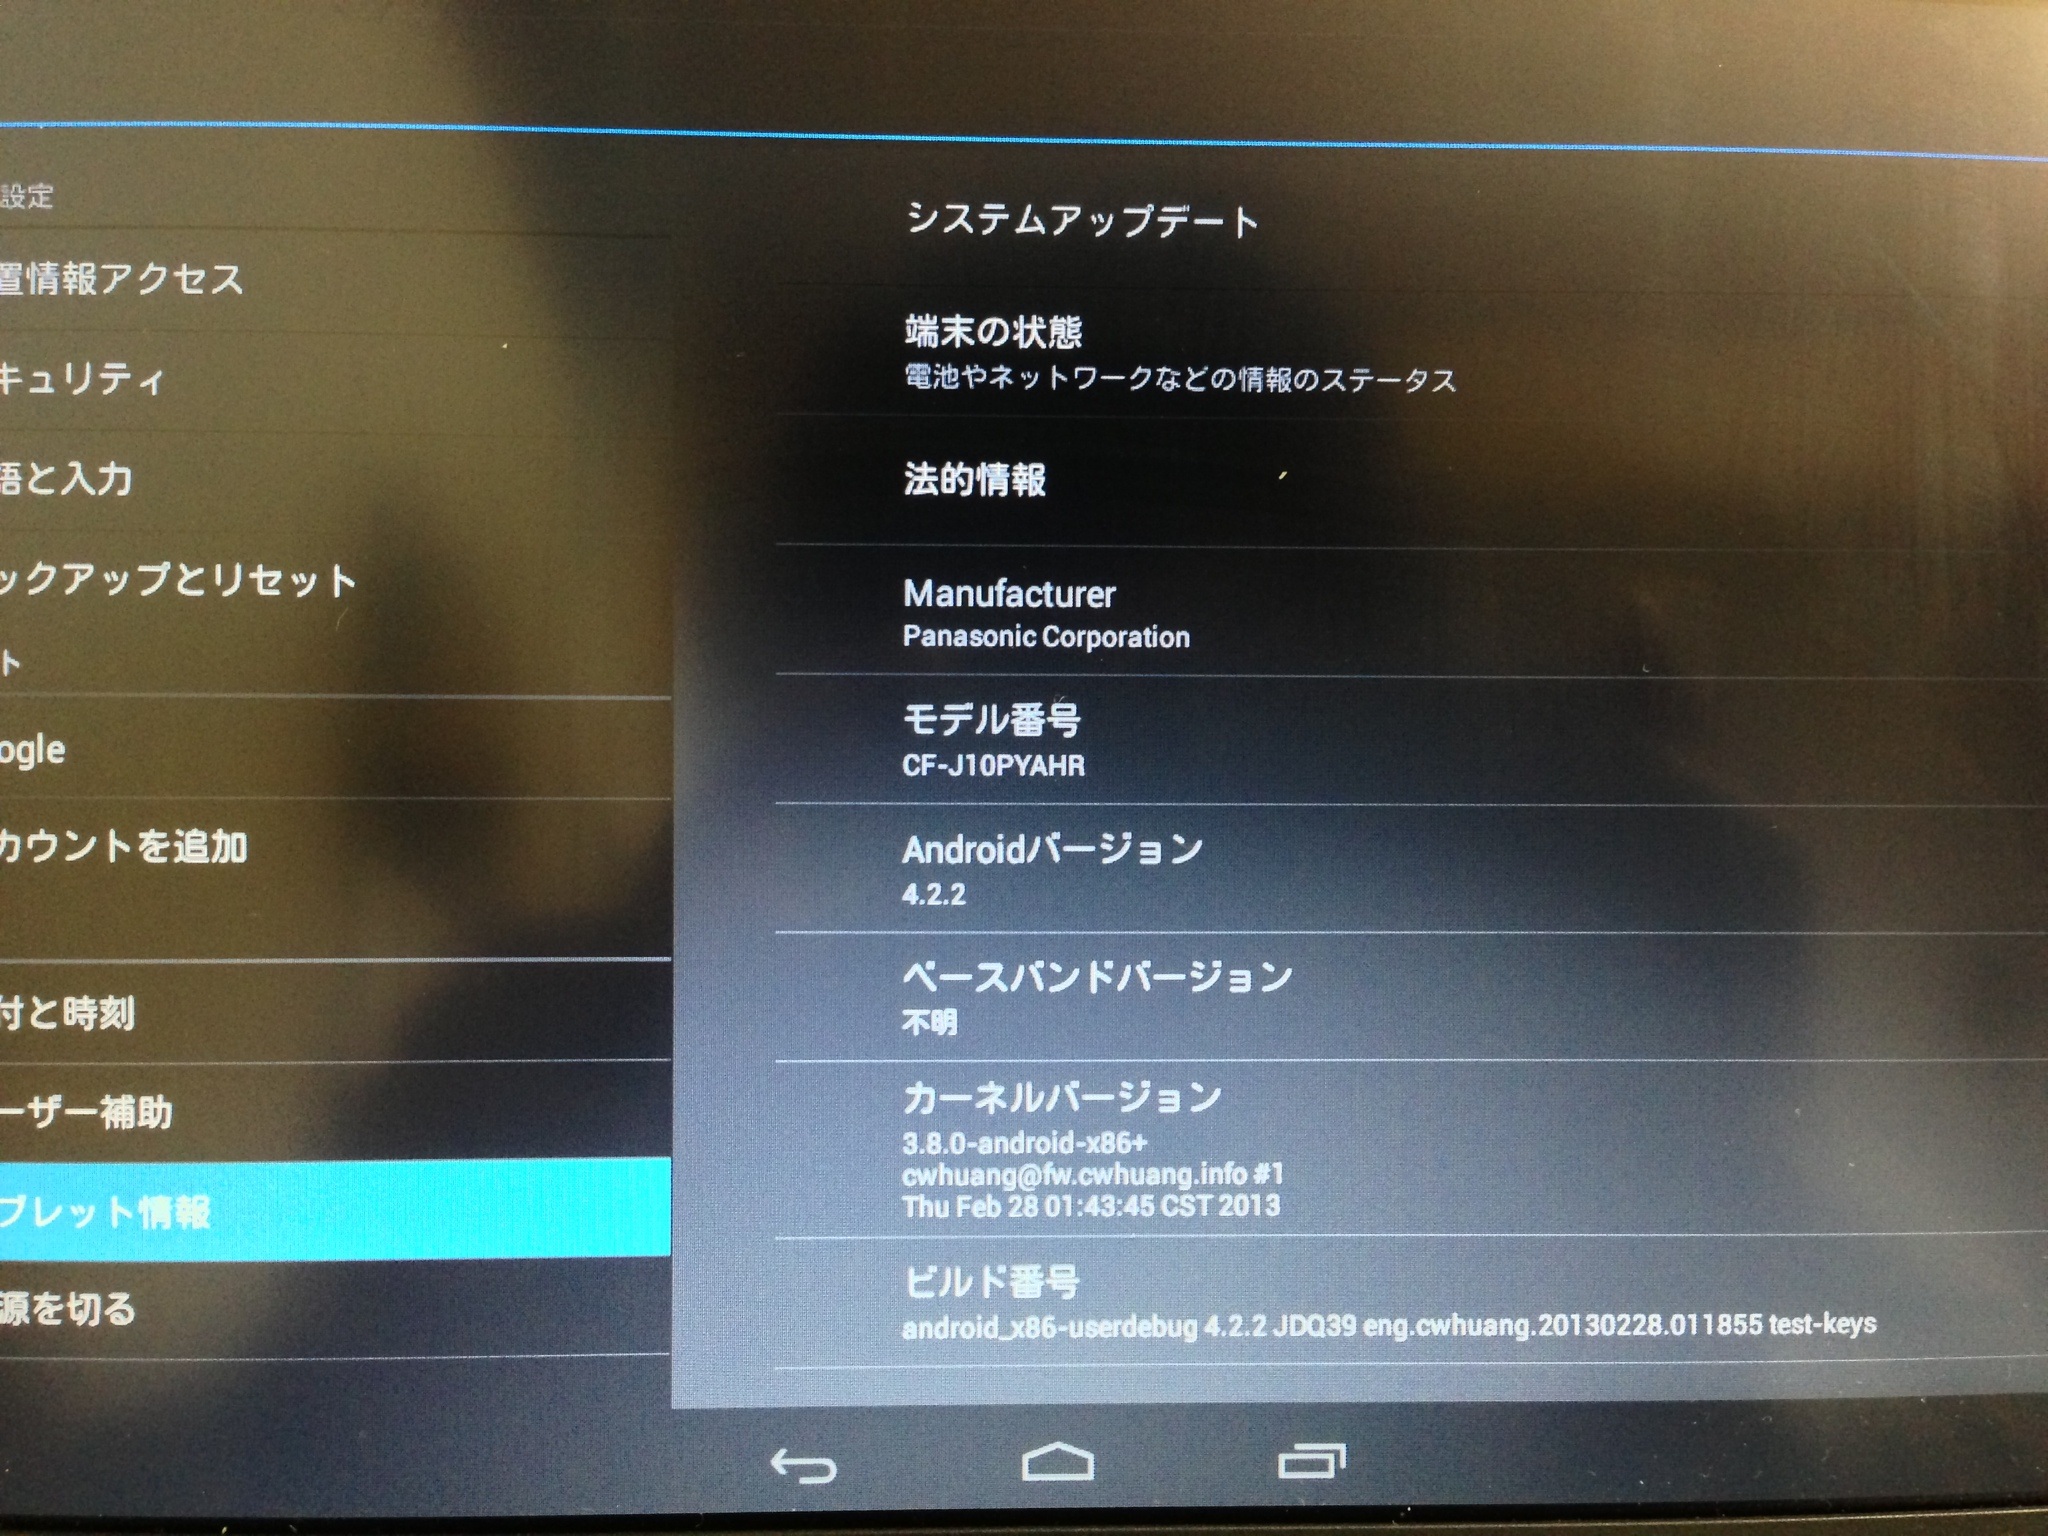 設定
置情報アクセス
キュリティ
語と入力
ックアップとリセット
ト
ogle
カウントを追加
付と時刻
ーザー補助
ブレット情報
源を切る
システムアップデート
端末の状態
電池やネットワークなどの情報のステータス
法的情報
Manufacturer
Panasonic Corporation
モデル番号
CF-J10PYAHR
Androidバージョン
4.2.2
ベースバンドバージョン
不明
カーネルバージョン
3.8.0-android-x86+
cwhuang@fw.cwhuang.info #1
Thu Feb 28 01:43:45 CST 2013
ビルド番号
android_x86-userdebug 4.2.2 JDQ39 eng.cwhuang.20130228.011855 test-keys